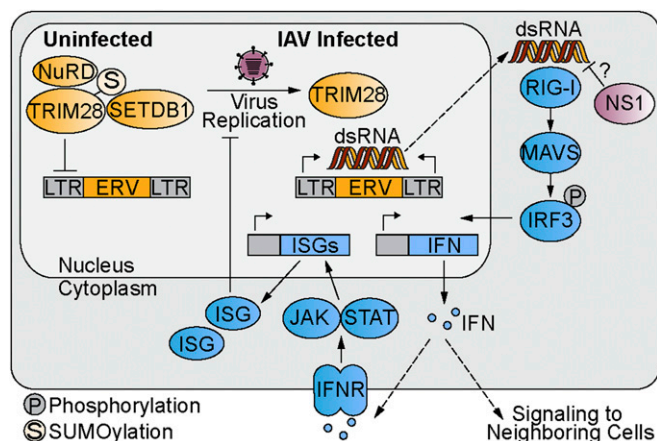 Uninfected
IAV Infected
dsRNA
NuRD
S
TRIM28
SETDB1
Virus
Replication
TRIM28
RIG-I
?
NS1
dsRNA
MAVS
LTR ERV LTR
LTR ERV LTR
P
IRF3
ISGs
IFN
Nucleus
Cytoplasm
ISG
ISG
JAK
STAT
IFN
IFNR
P Phosphorylation
S SUMOylation
Signaling to
Neighboring Cells